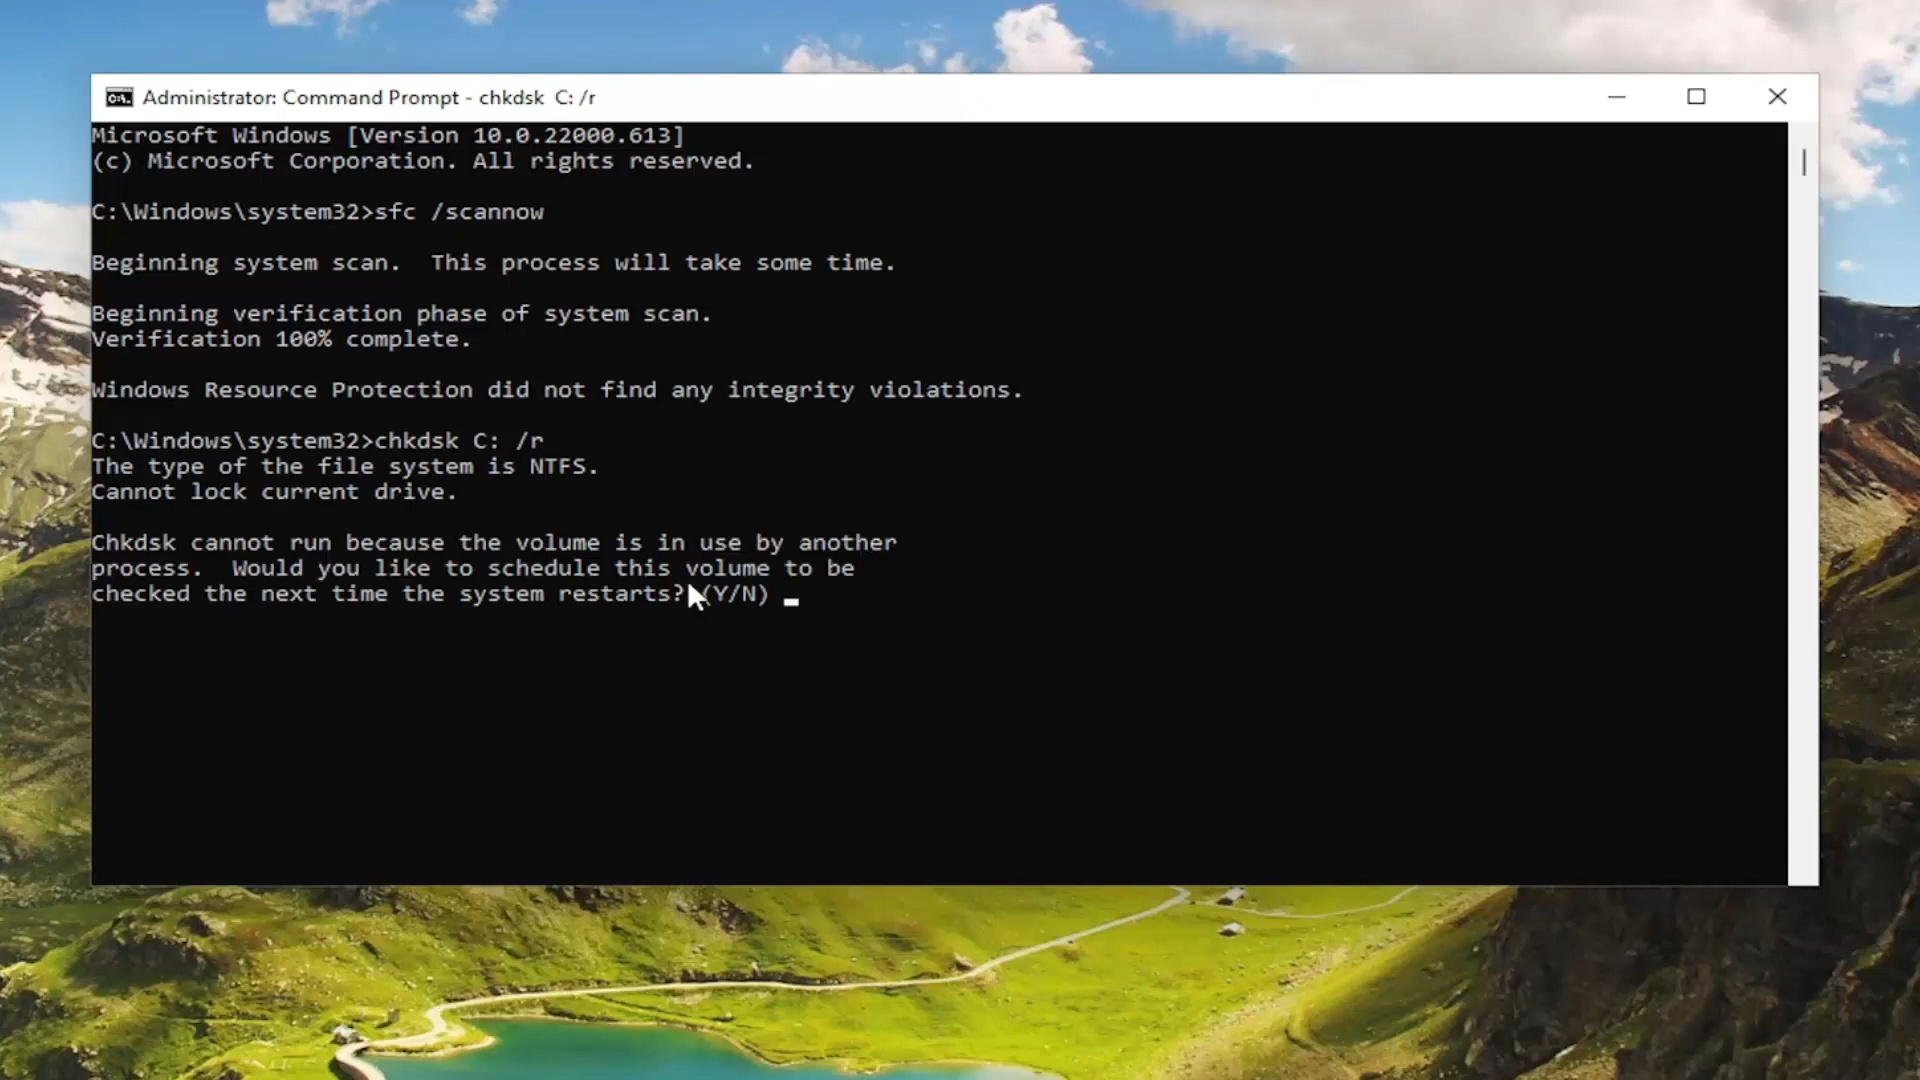 Administrator: Command Prompt - chkdsk  C: /r
Microsoft Windows [Version 10.0.22000.613]
(c) Microsoft Corporation. All rights reserved.
C:\Windows\system32>sfc /scannow
Beginning system scan.  This process will take some time.
Beginning verification phase of system scan.
Verification 100% complete.
Windows Resource Protection did not find any integrity violations.
C:\Windows\system32>chkdsk C: /r
The type of the file system is NTFS.
Cannot lock current drive.
Chkdsk cannot run because the volume is in use by another
process.  Would you like to schedule this volume to be
checked the next time the system restarts? (Y/N)